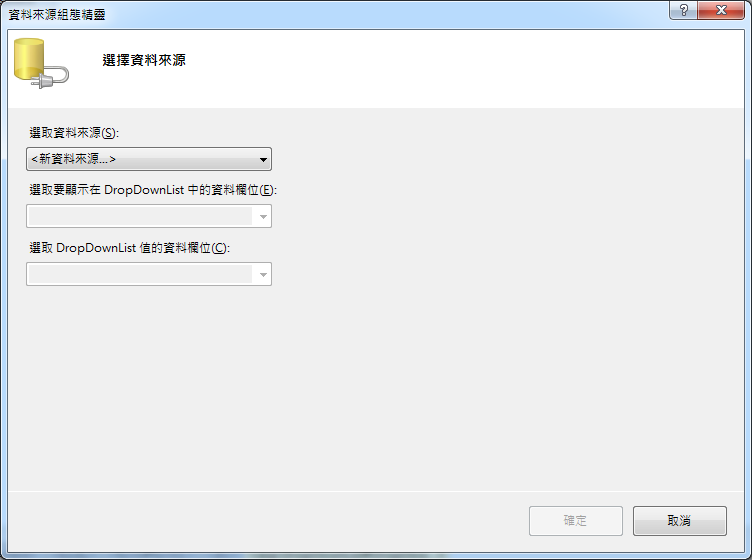 資料來源組態精靈
?
選擇資料來源
選取資料來源(S):
<新資料來源...>
選取要顯示在 DropDownList 中的資料欄位(E):
選取 DropDownList 值的資料欄位(C):
確定 取消